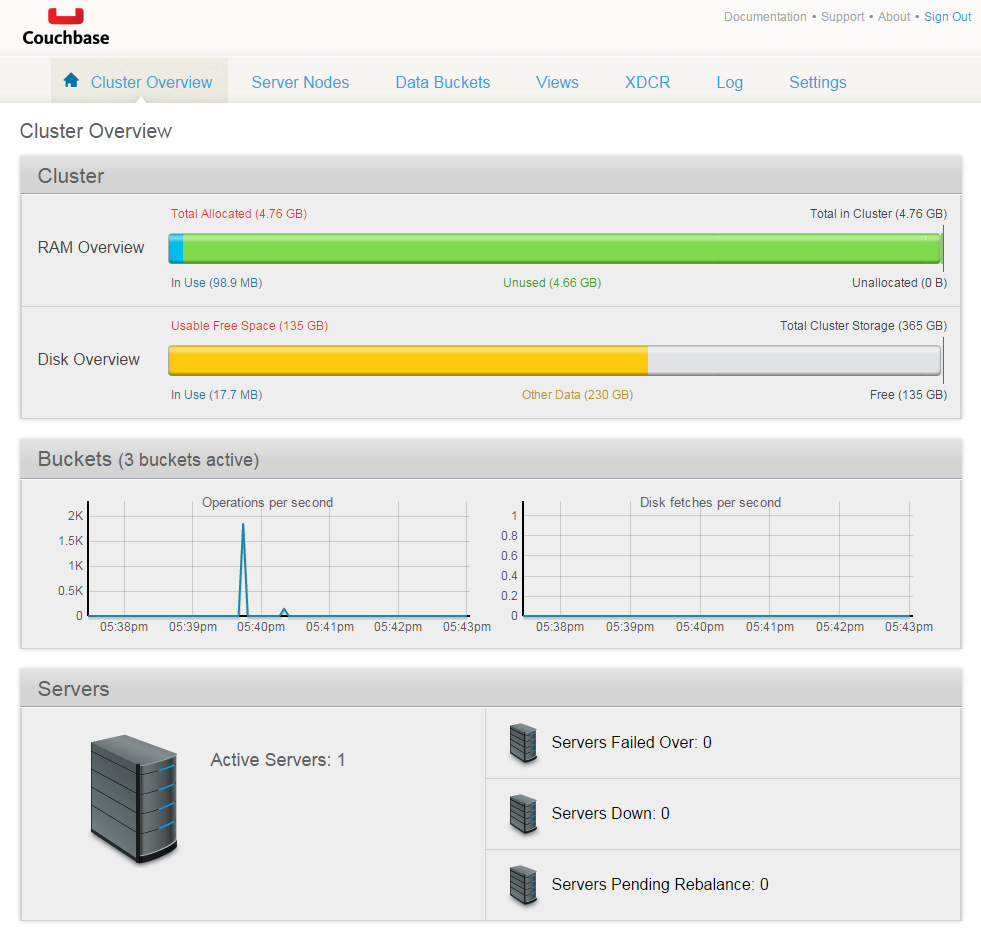 Couchbase
Documentation • Support • About • Sign Out
Cluster Overview Server Nodes Data Buckets Views XDCR Log Settings
Cluster Overview
Cluster
Total Allocated (4.76 GB) Total in Cluster (4.76 GB)
RAM Overview
In Use (98.9 MB) Unused (4.66 GB) Unallocated (0 B)
Usable Free Space (135 GB) Total Cluster Storage (365 GB)
Disk Overview
In Use (17.7 MB) Other Data (230 GB) Free (135 GB)
Buckets (3 buckets active)
Operations per second
2K
1.5K
1K
0.5K
0
05:38pm 05:39pm 05:40pm 05:41pm 05:42pm 05:43pm
Disk fetches per second
1
0.8
0.6
0.4
0.2
0
05:38pm 05:39pm 05:40pm 05:41pm 05:42pm 05:43pm
Servers
Active Servers: 1
Servers Failed Over: 0
Servers Down: 0
Servers Pending Rebalance: 0